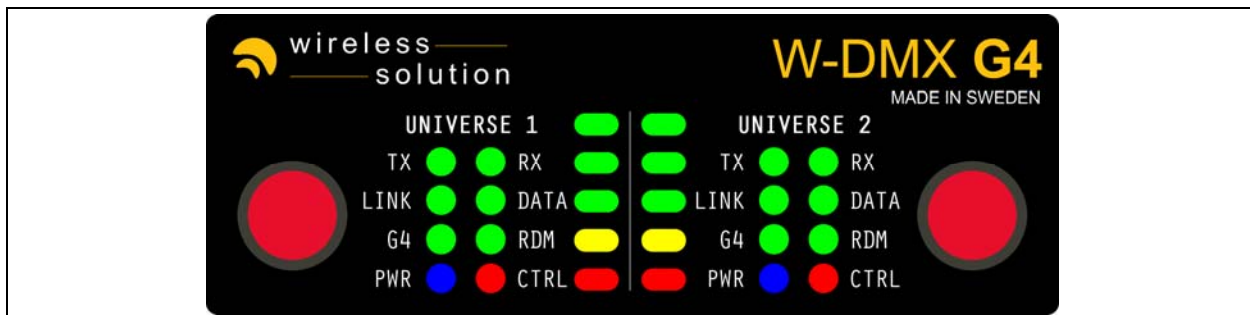 wireless
solution
W-DMX G4
MADE IN SWEDEN
UNIVERSE 1
TX RX
LINK DATA
G4 RDM
PWR CTRL
UNIVERSE 2
TX RX
LINK DATA
G4 RDM
PWR CTRL